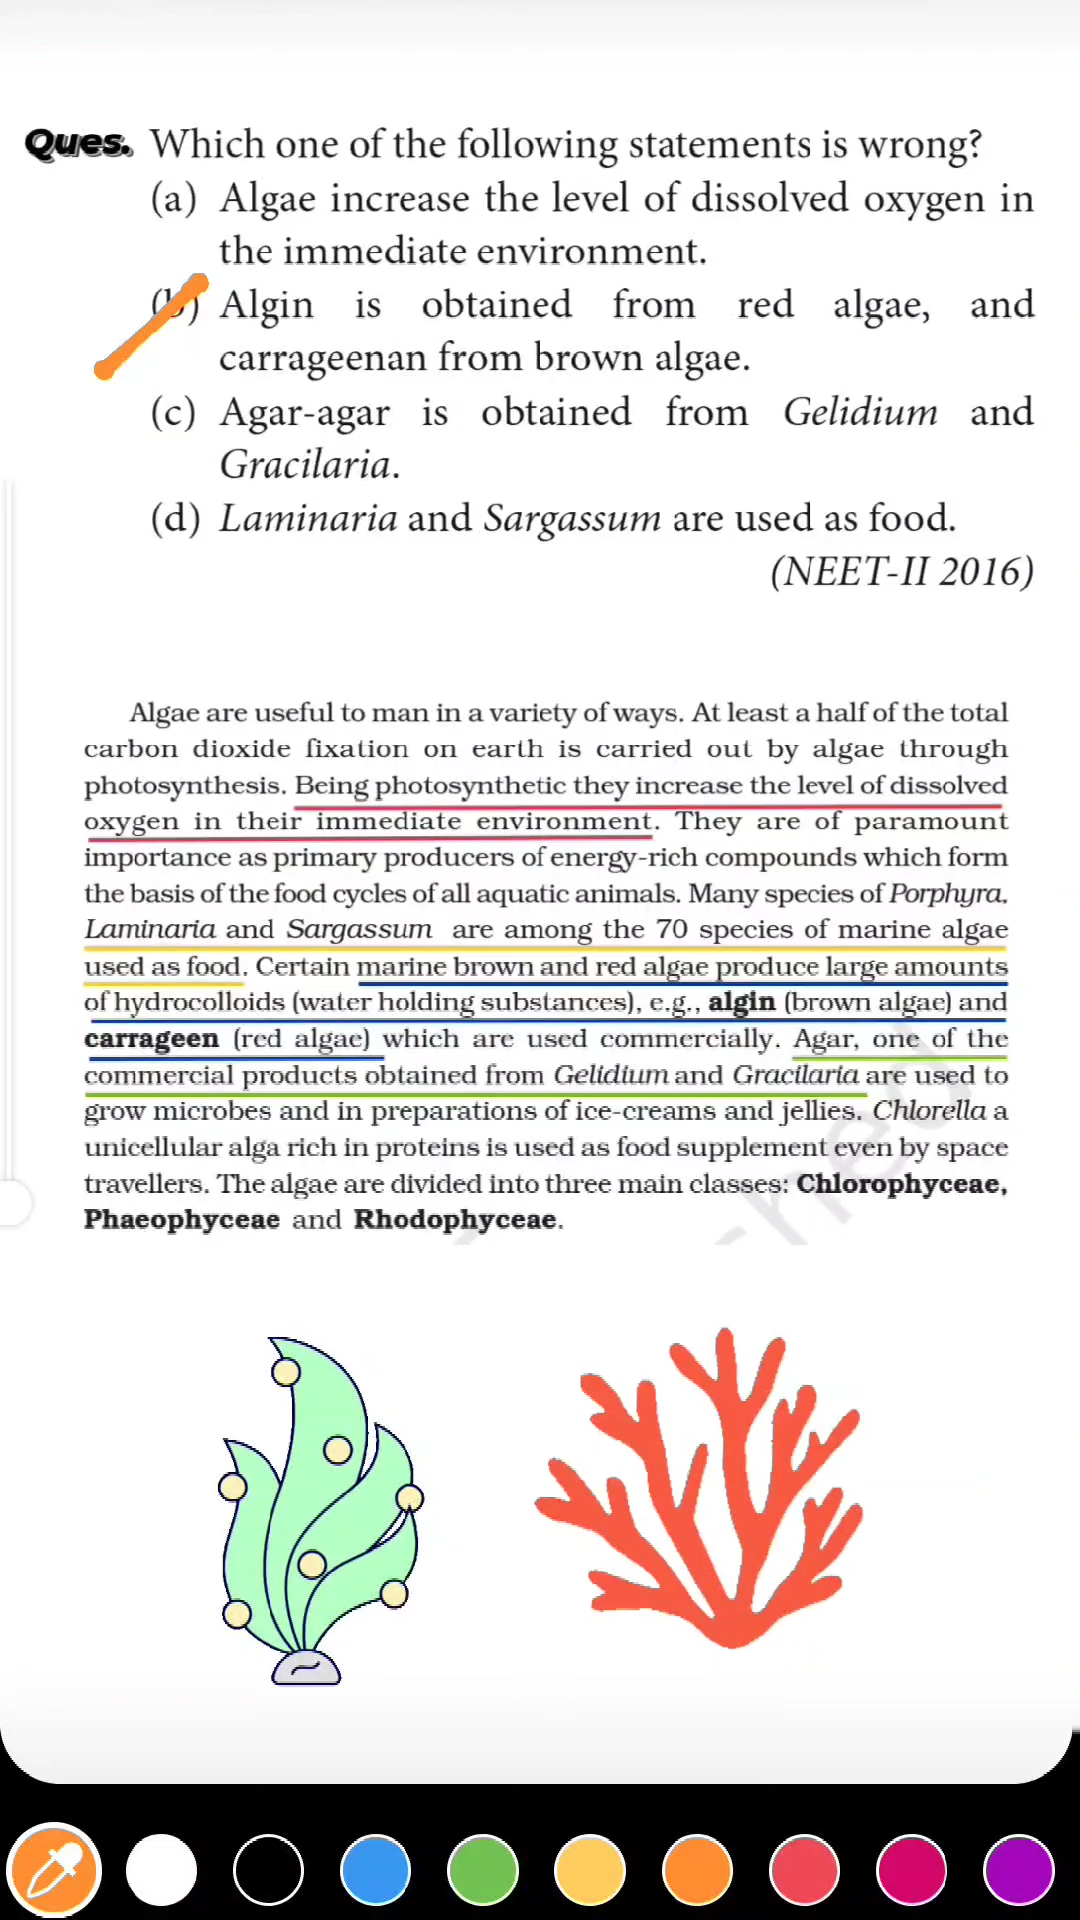 Ques. Which one of the following statements is wrong?
(a) Algae increase the level of dissolved oxygen in
the immediate environment.
(b) Algin is obtained from red algae, and
carrageenan from brown algae.
(c) Agar-agar is obtained from Gelidium and
Gracilaria.
(d) Laminaria and Sargassum are used as food.
(NEET-II 2016)
Algae are useful to man in a variety of ways. At least a half of the total
carbon dioxide fixation on earth is carried out by algae through
photosynthesis. Being photosynthetic they increase the level of dissolved
oxygen in their immediate environment. They are of paramount
importance as primary producers of energy-rich compounds which form
the basis of the food cycles of all aquatic animals. Many species of Porphyra,
Laminaria and Sargassum are among the 70 species of marine algae
used as food. Certain marine brown and red algae produce large amounts
of hydrocolloids (water holding substances), e.g., algin (brown algae) and
carrageen (red algae) which are used commercially. Agar, one of the
commercial products obtained from Gelidium and Gracilaria are used to
grow microbes and in preparations of ice-creams and jellies. Chlorella a
unicellular alga rich in proteins is used as food supplement even by space
travellers. The algae are divided into three main classes: Chlorophyceae,
Phaeophyceae and Rhodophyceae.